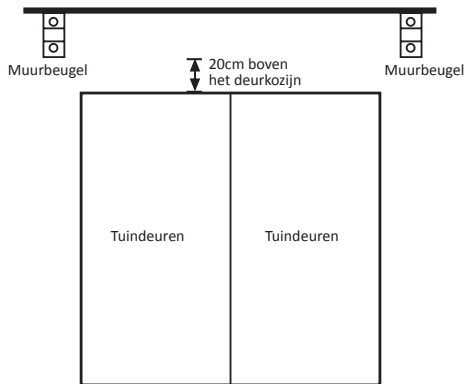 Muurbeugel
Muurbeugel
20cm boven
het deurkozijn
Tuindeuren
Tuindeuren